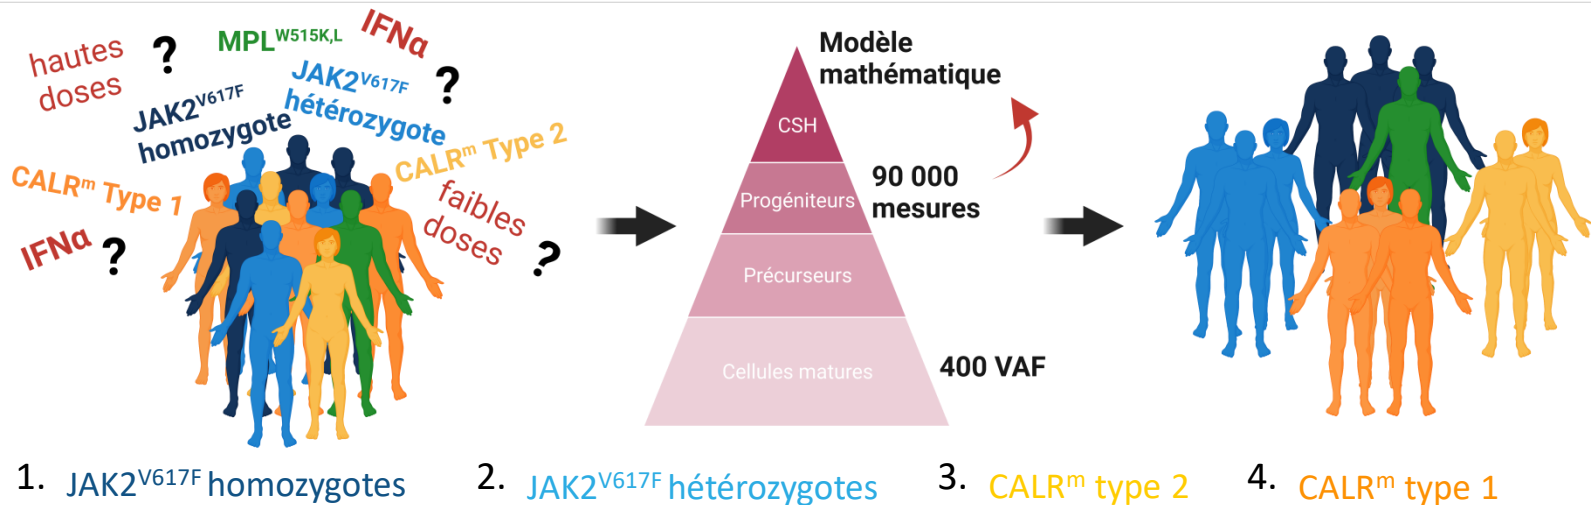 hautes
doses
?
MPL^W515K,L
IFNα
?
JAK2^V617F
homozygote
JAK2^V617F
hétérozygote
CALR^m Type 2
CALR^m Type 1
faibles
doses
?
IFNα
?
Modèle
mathématique
CSH
90 000
mesures
Progéniteurs
Précurseurs
Cellules matures
400 VAF
1. JAK2^V617F homozygotes
2. JAK2^V617F hétérozygotes
3. CALR^m type 2
4. CALR^m type 1